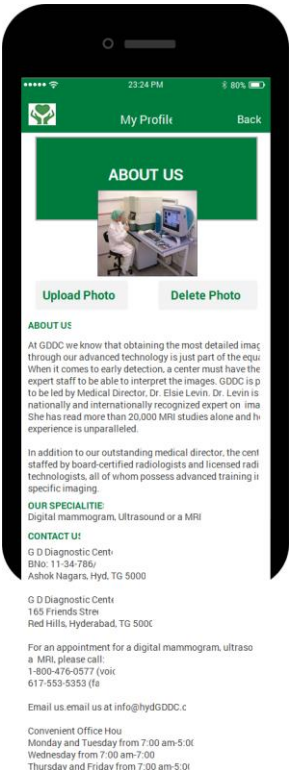 23:24 PM
80%
My Profile
Back
ABOUT US
Upload Photo
Delete Photo
ABOUT US
At GDDC we know that obtaining the most detailed imag
through our advanced technology is just part of the equa
When it comes to early detection, a center must have the
expert staff to be able to interpret the images. GDDC is p
to be led by Medical Director, Dr. Elsie Levin. Dr. Levin is
nationally and internationally recognized expert on ima
She has read more than 20,000 MRI studies alone and h
experience is unparalleled.
In addition to our outstanding medical director, the cent
staffed by board-certified radiologists and licensed radi
technologists, all of whom possess advanced training i
specific imaging.
OUR SPECIALITIE
Digital mammogram, Ultrasound or a MRI
CONTACT US
G D Diagnostic Cente
BNo: 11-34-786/
Ashok Nagars, Hyd, TG 5000
G D Diagnostic Cente
165 Friends Stree
Red Hills, Hyderabad, TG 5000
For an appointment for a digital mammogram, ultraso
a MRI, please call:
1-800-476-0577 (voic
617-553-5353 (fa
Email us.email us at info@hydGDDC.c
Convenient Office Hou
Monday and Tuesday from 7:00 am-5:00
Wednesday from 7:00 am-7:00
Thursday and Friday from 7:00 am-5:00